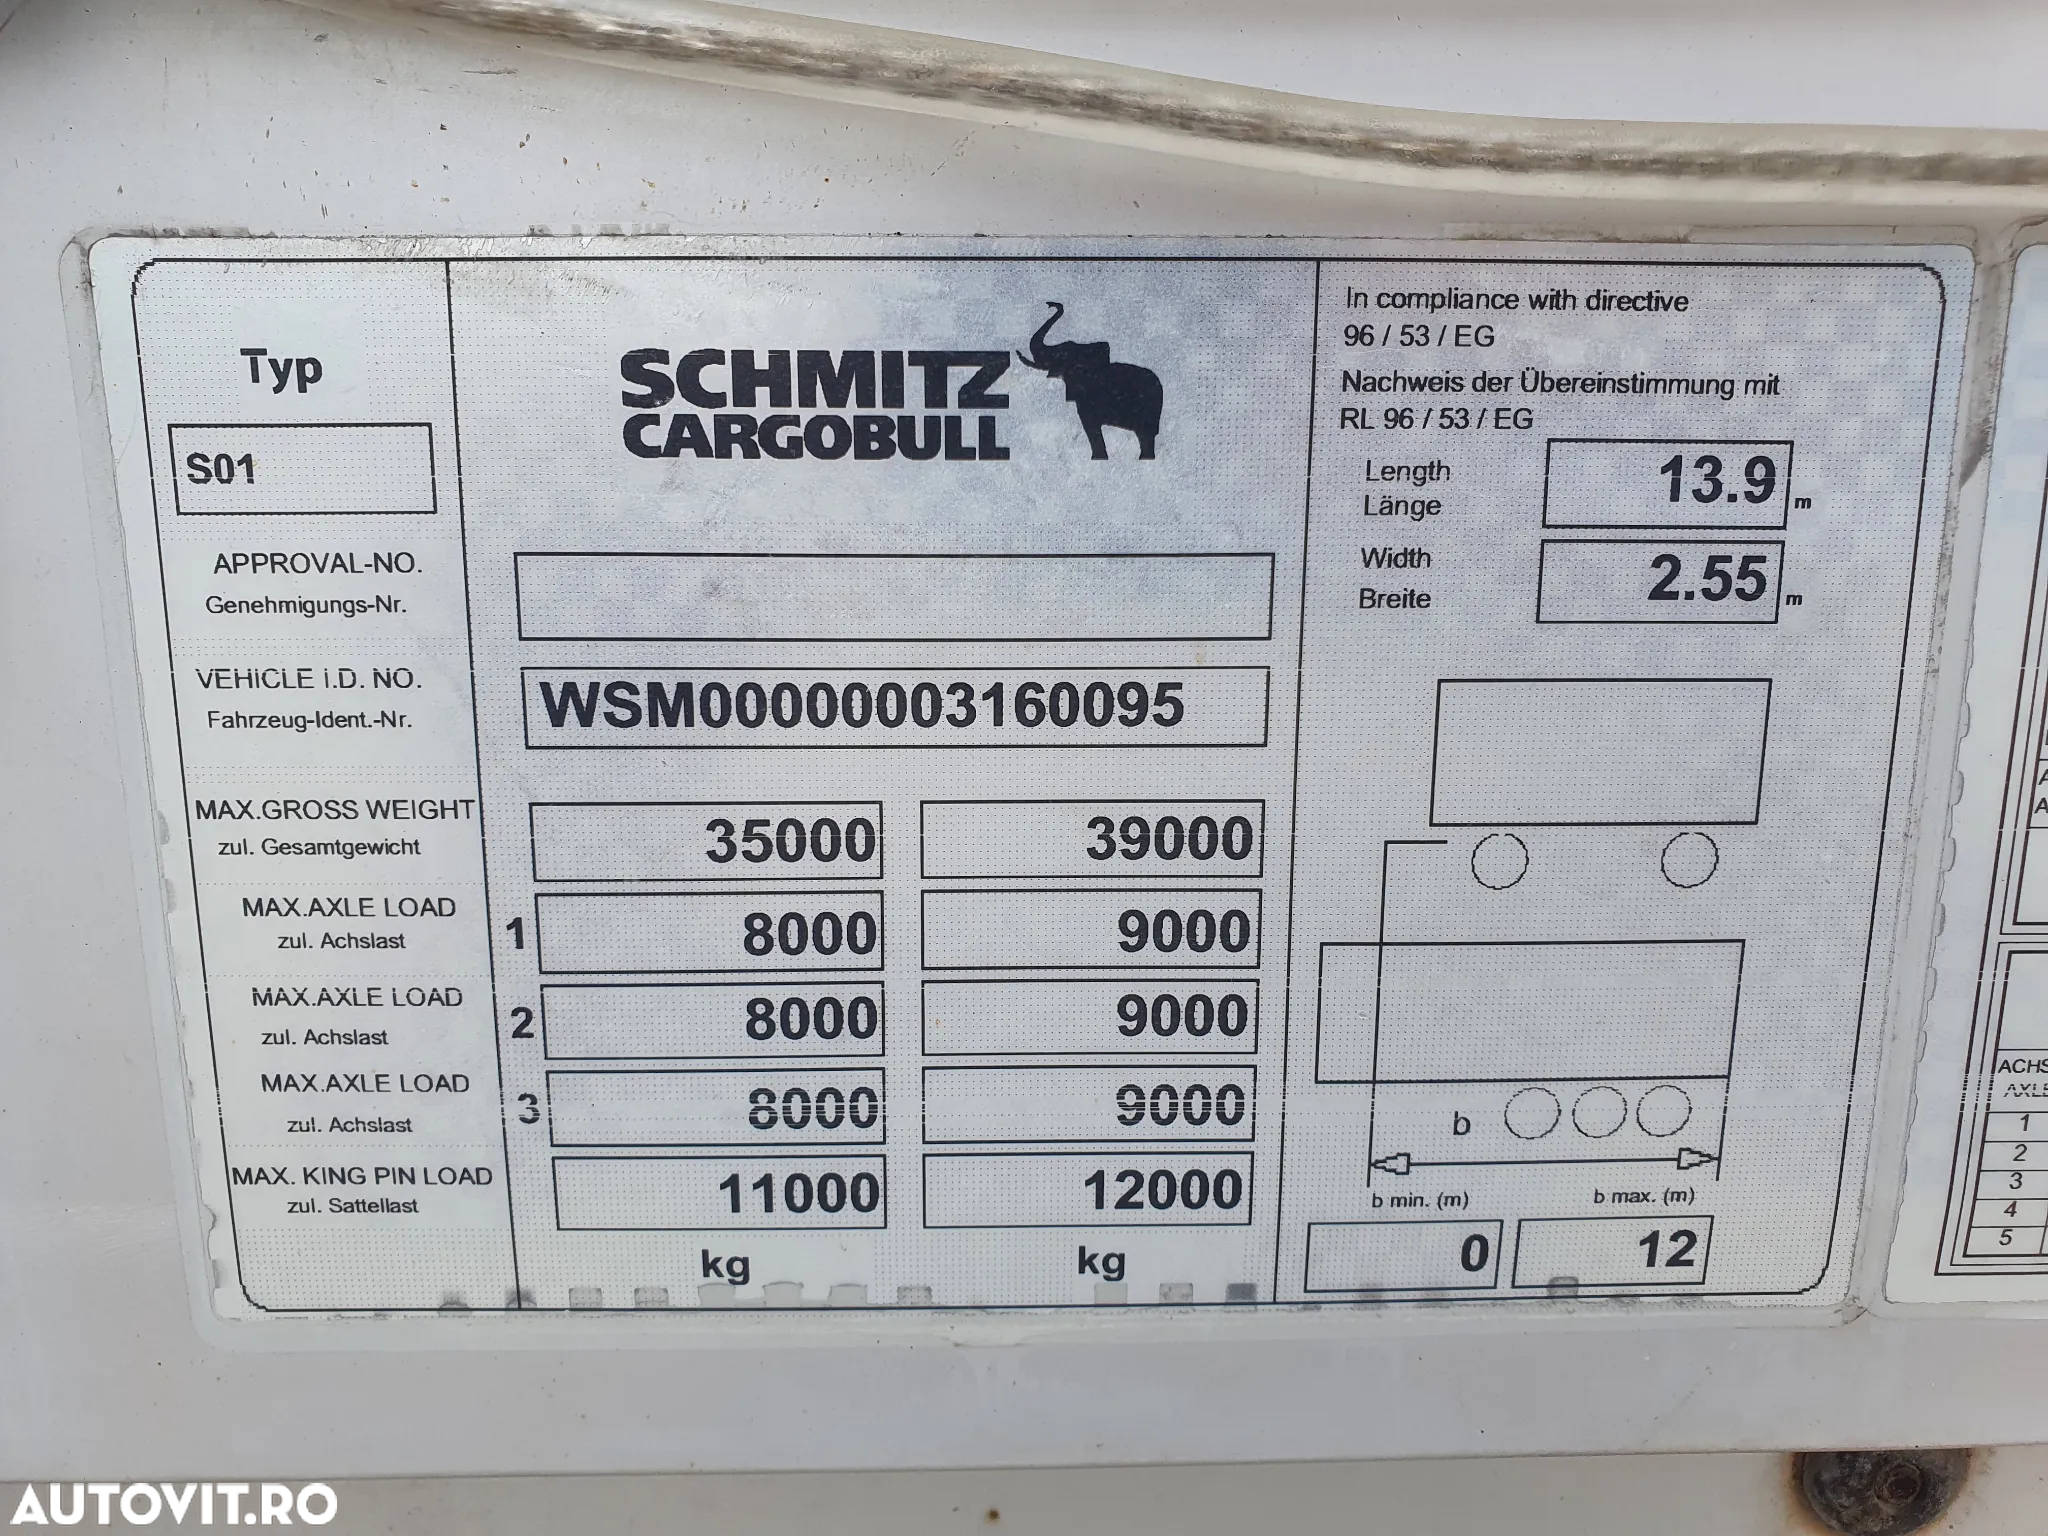 Typ
S01
SCHMITZ
CARGOBULL
APPROVAL-NO.
Genehmigungs-Nr.
VEHICLE I.D. NO.
Fahrzeug-Ident.-Nr.
WSM00000003160095
MAX.GROSS WEIGHT
zul. Gesamtgewicht
35000 39000
MAX.AXLE LOAD
zul. Achslast
1 8000 9000
MAX.AXLE LOAD
zul. Achslast
2 8000 9000
MAX.AXLE LOAD
zul. Achslast
3 8000 9000
MAX. KING PIN LOAD
zul. Sattellast
11000 12000
kg kg
In compliance with directive
96 / 53 / EG
Nachweis der Übereinstimmung mit
RL 96 / 53 / EG
Length
Länge
13.9 m
Width
Breite
2.55 m
b
b min. (m) b max. (m)
0 12
1
2
3
4
5
AUTOVIT.RO